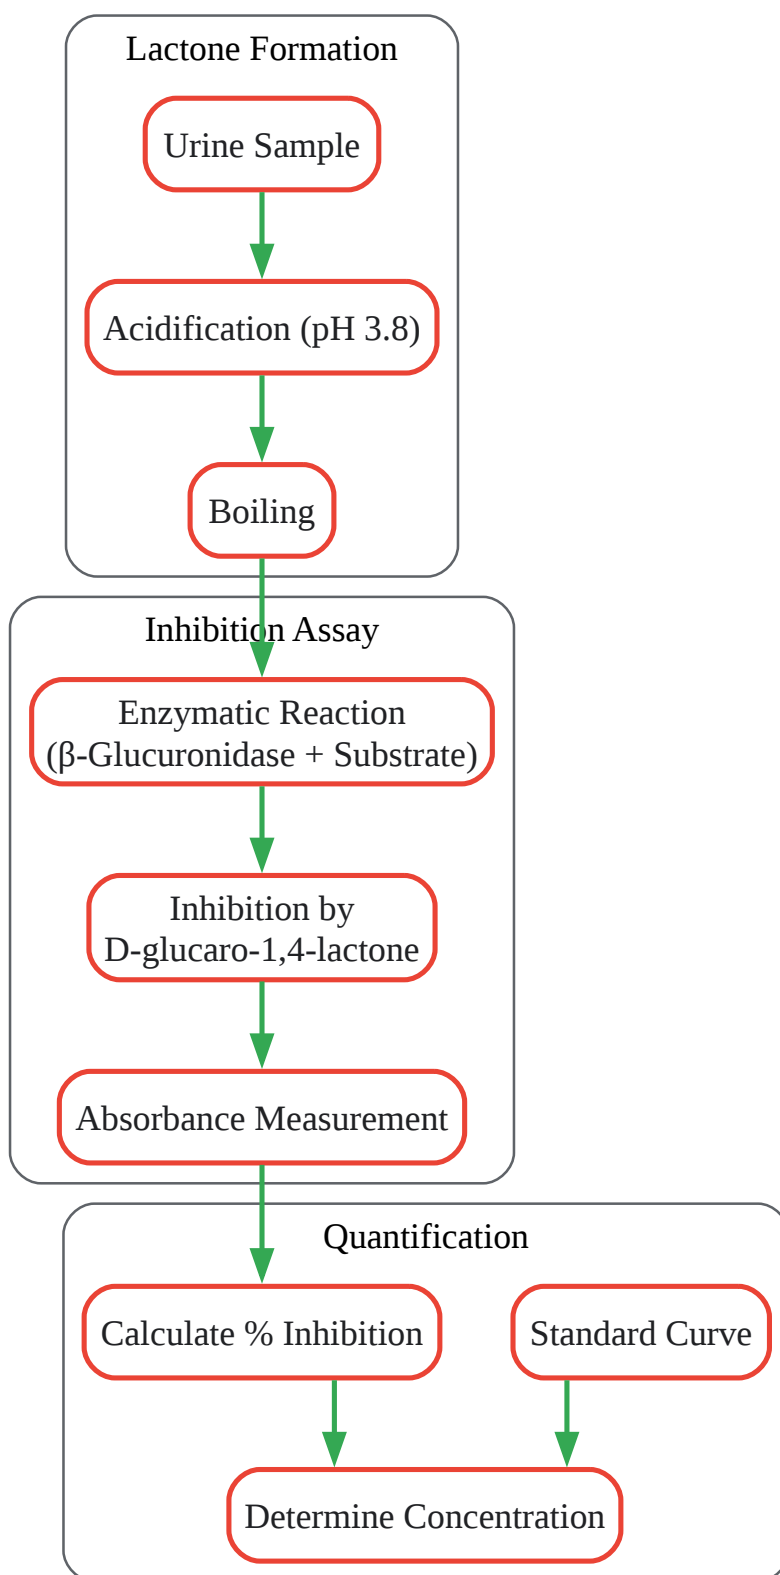 Lactone Formation
Urine Sample
Acidification (pH 3.8)
Boiling
Inhibition Assay
Enzymatic Reaction
(β-Glucuronidase + Substrate)
Inhibition by
D-glucaro-1,4-lactone
Absorbance Measurement
Quantification
Calculate % Inhibition
Standard Curve
Determine Concentration